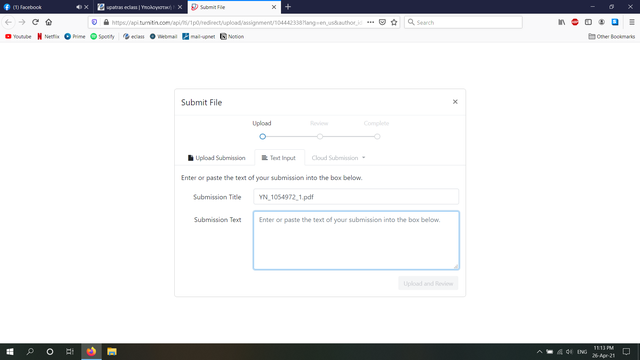 (1) Facebook
upatras eclass | Υπολογιστική Ν
Submit File
https://api.turnitin.com/api/lti/1p0/redirect/upload/assignment/104442338?lang=en_us&author_id
Search
YouTube Netflix Prime Spotify eclass Webmail mail-upnet Notion
Other Bookmarks
Submit File
Upload Review Complete
Upload Submission Text Input Cloud Submission
Enter or paste the text of your submission into the box below.
Submission Title YN_1054972_1.pdf
Submission Text Enter or paste the text of your submission into the box below.
Upload and Review
ENG
11:13 PM
26-Apr-21